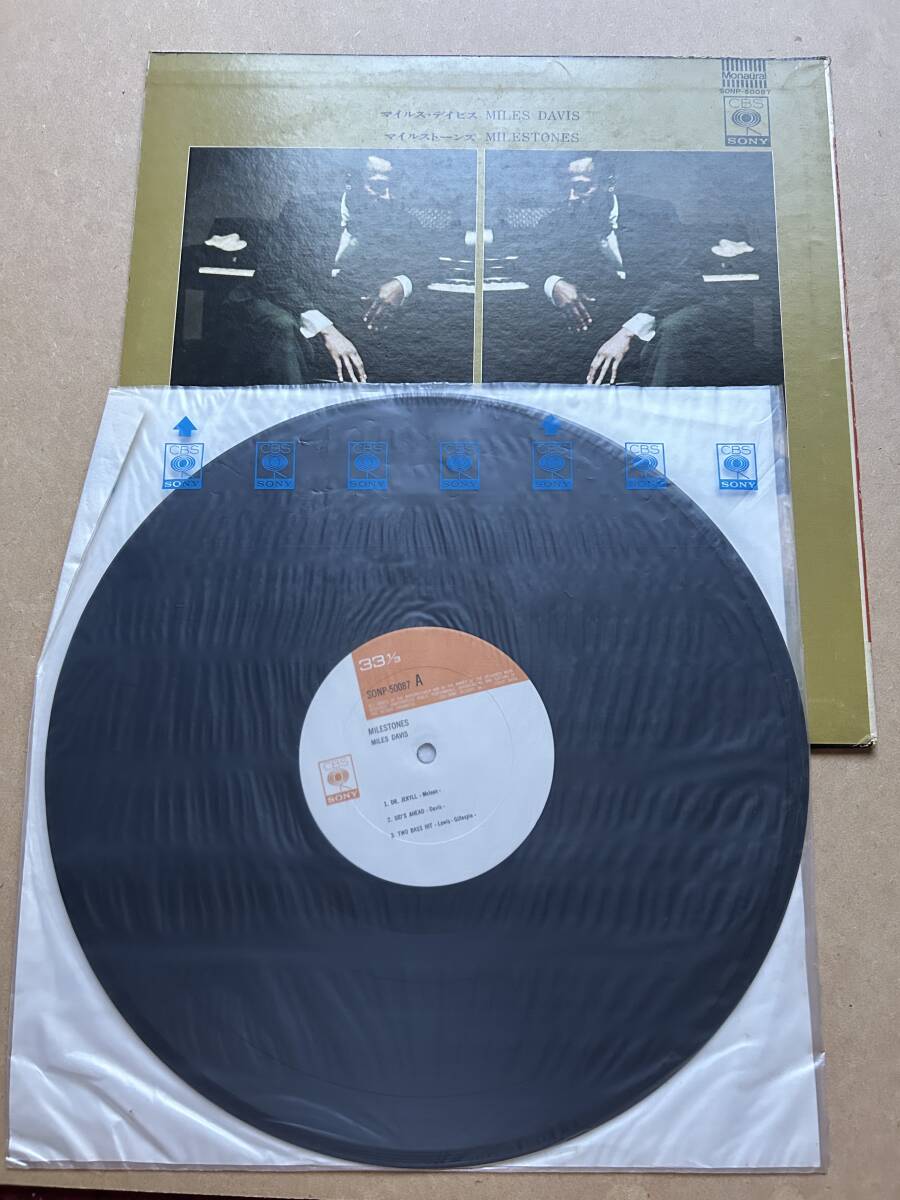 Monaural
SONP-50087
CBS
SONY
マイルス・デイビス MILES DAVIS
マイルストーンズ MILESTONES
CBS CBS CBS CBS CBS CBS CBS
SONY SONY SONY SONY SONY SONY SONY
33 1/3
SONP-50087 A
MILESTONES
MILES DAVIS
CBS
SONY
1. DR. JEKYLL - Mclean -
2. SID'S AHEAD - Davis -
3. TWO BASS HIT - Lewis - Gillespie -